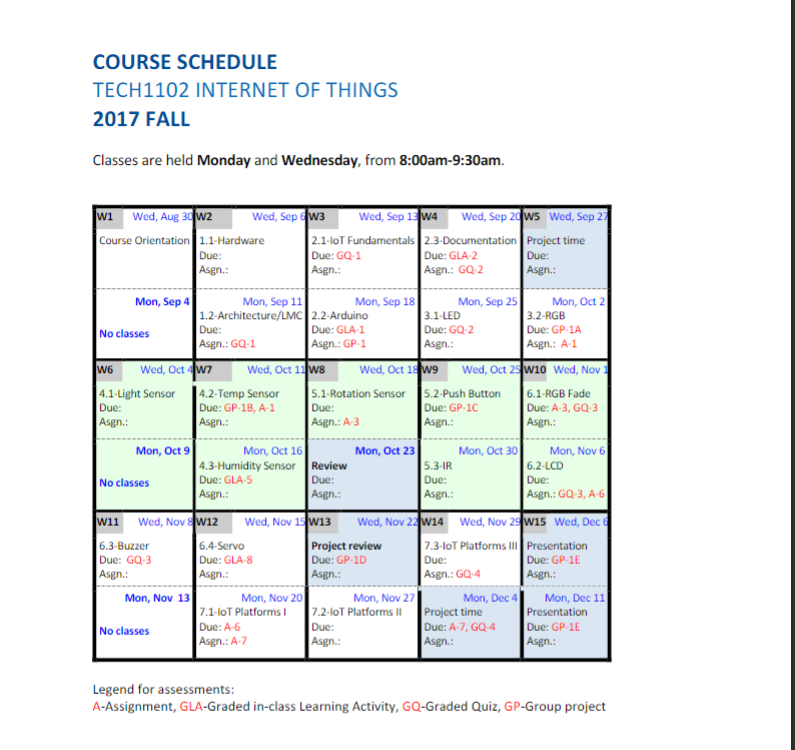 COURSE SCHEDULE
TECH1102 INTERNET OF THINGS
2017 FALL
Classes are held Monday and Wednesday, from 8:00am-9:30am.
W1 Wed, Aug 30 W2 Wed, Sep 6 W3 Wed, Sep 13 W4 Wed, Sep 20 W5 Wed, Sep 27
Course Orientation 1.1-Hardware 2.1-IoT Fundamentals 2.3-Documentation Project time
Due: Due: GQ-1 Due: GLA-2 Due:
Asgn.: Asgn.: Asgn.: GQ-2 Asgn.:
Mon, Sep 4 Mon, Sep 11 Mon, Sep 18 Mon, Sep 25 Mon, Oct 2
1.2-Architecture/LMC 2.2-Arduino 3.1-LED 3.2-RGB
No classes Due: Due: GLA-1 Due: GQ-2 Due: GP-1A
Asgn.: GQ-1 Asgn.: GP-1 Asgn.: Asgn.: A-1
W6 Wed, Oct 4 W7 Wed, Oct 11 W8 Wed, Oct 18 W9 Wed, Oct 25 W10 Wed, Nov 1
4.1-Light Sensor 4.2-Temp Sensor 5.1-Rotation Sensor 5.2-Push Button 6.1-RGB Fade
Due: Due: GP-1B, A-1 Due: Due: GP-1C Due: A-3, GQ-3
Asgn.: Asgn.: Asgn.: A-3 Asgn.: Asgn.:
Mon, Oct 9 Mon, Oct 16 Mon, Oct 23 Mon, Oct 30 Mon, Nov 6
4.3-Humidity Sensor Review 5.3-IR 6.2-LCD
No classes Due: GLA-5 Due: Due: Due:
Asgn.: Asgn.: Asgn.: Asgn.: GQ-3, A-6
W11 Wed, Nov 8 W12 Wed, Nov 15 W13 Wed, Nov 22 W14 Wed, Nov 29 W15 Wed, Dec 6
6.3-Buzzer 6.4-Servo Project review 7.3-IoT Platforms III Presentation
Due: GQ-3 Due: GLA-8 Due: GP-1D Due: Due: GP-1E
Asgn.: Asgn.: Asgn.: Asgn.: GQ-4 Asgn.:
Mon, Nov 13 Mon, Nov 20 Mon, Nov 27 Mon, Dec 4 Mon, Dec 11
7.1-IoT Platforms I 7.2-IoT Platforms II Project time Presentation
No classes Due: A-6 Due: Due: A-7, GQ-4 Due: GP-1E
Asgn.: A-7 Asgn.: Asgn.: Asgn.:
Legend for assessments:
A-Assignment, GLA-Graded in-class Learning Activity, GQ-Graded Quiz, GP-Group project